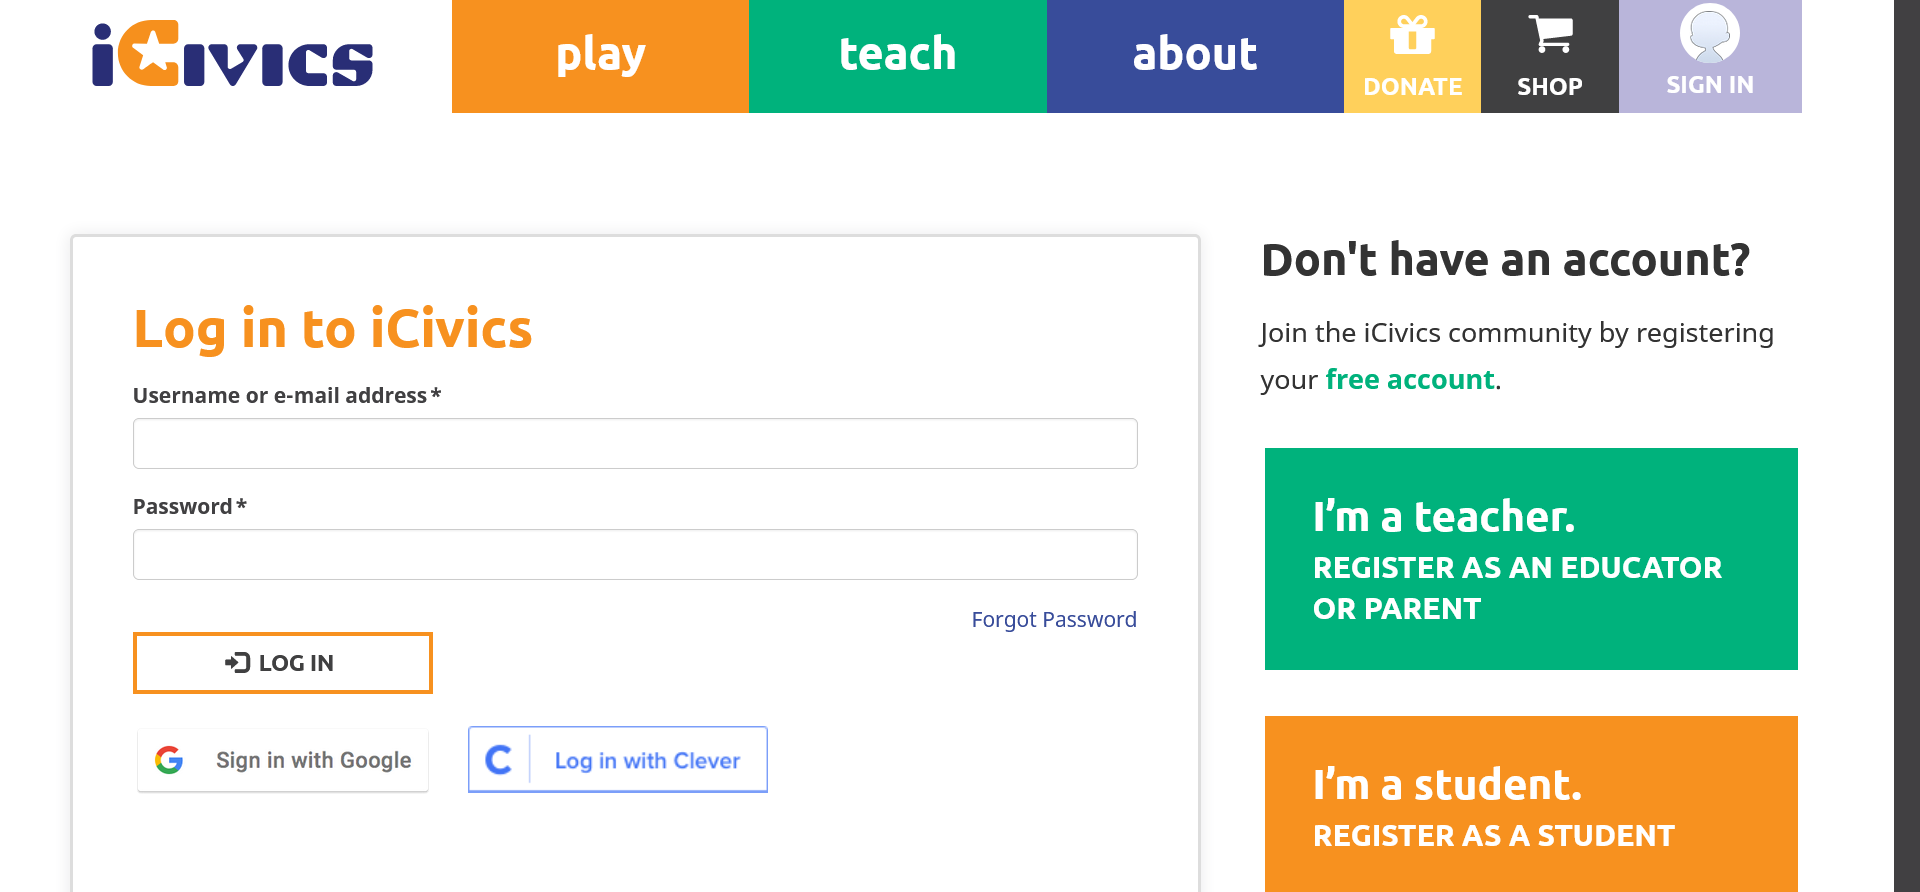 iCivics
play
teach
about
DONATE
SHOP
SIGN IN
Log in to iCivics
Username or e-mail address *
Password *
Forgot Password
LOG IN
Sign in with Google
Log in with Clever
Don't have an account?
Join the iCivics community by registering
your free account.
I’m a teacher.
REGISTER AS AN EDUCATOR
OR PARENT
I’m a student.
REGISTER AS A STUDENT